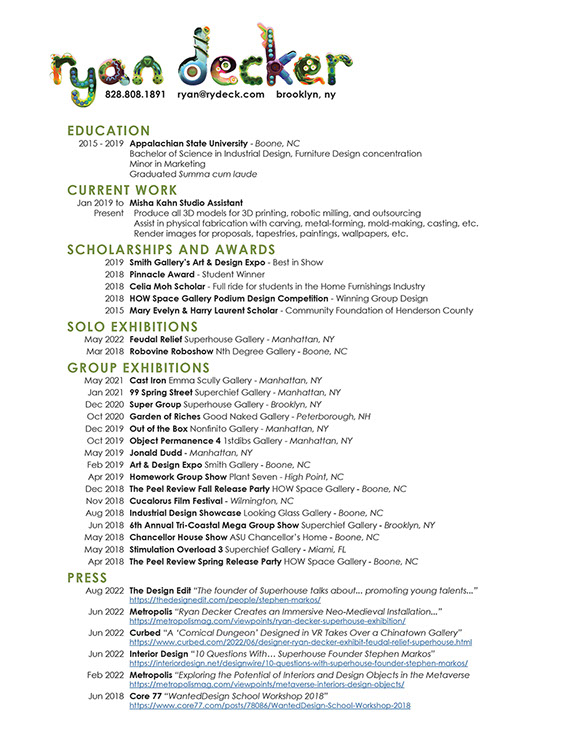 ryan decker
828.808.1891 ryan@rydeck.com brooklyn, ny
EDUCATION
2015 - 2019 Appalachian State University - Boone, NC
Bachelor of Science in Industrial Design, Furniture Design concentration
Minor in Marketing
Graduated Summa cum laude
CURRENT WORK
Jan 2019 to Misha Kahn Studio Assistant
Present Produce all 3D models for 3D printing, robotic milling, and outsourcing
Assist in physical fabrication with carving, metal-forming, mold-making, casting, etc.
Render images for proposals, tapestries, paintings, wallpapers, etc.
SCHOLARSHIPS AND AWARDS
2019 Smith Gallery's Art & Design Expo - Best in Show
2018 Pinnacle Award - Student Winner
2018 Celia Moh Scholar - Full ride for students in the Home Furnishings Industry
2018 HOW Space Gallery Podium Design Competition - Winning Group Design
2015 Mary Evelyn & Harry Laurent Scholar - Community Foundation of Henderson County
SOLO EXHIBITIONS
May 2022 Feudal Relief Superhouse Gallery - Manhattan, NY
Mar 2018 Robovine Roboshow Nth Degree Gallery - Boone, NC
GROUP EXHIBITIONS
May 2021 Cast Iron Emma Scully Gallery - Manhattan, NY
Jan 2021 99 Spring Street Superchief Gallery - Manhattan, NY
Dec 2020 Super Group Superhouse Gallery - Brooklyn, NY
Oct 2020 Garden of Riches Good Naked Gallery - Peterborough, NH
Dec 2019 Out of the Box Nonfinito Gallery - Manhattan, NY
Oct 2019 Object Permanence 4 1stdibs Gallery - Manhattan, NY
May 2019 Jonald Dudd - Manhattan, NY
Feb 2019 Art & Design Expo Smith Gallery - Boone, NC
Apr 2019 Homework Group Show Plant Seven - High Point, NC
Dec 2018 The Peel Review Fall Release Party HOW Space Gallery - Boone, NC
Nov 2018 Cucalorus Film Festival - Wilmington, NC
Aug 2018 Industrial Design Showcase Looking Glass Gallery - Boone, NC
Jun 2018 6th Annual Tri-Coastal Mega Group Show Superchief Gallery - Brooklyn, NY
May 2018 Chancellor House Show ASU Chancellor's Home - Boone, NC
May 2018 Stimulation Overload 3 Superchief Gallery - Miami, FL
Apr 2018 The Peel Review Spring Release Party HOW Space Gallery - Boone, NC
PRESS
Aug 2022 The Design Edit "The founder of Superhouse talks about... promoting young talents..."
https://thedesignedit.com/people/stephen-markos/
Jun 2022 Metropolis "Ryan Decker Creates an Immersive Neo-Medieval Installation..."
https://metropolismag.com/viewpoints/ryan-decker-superhouse-exhibition/
Jun 2022 Curbed "A 'Comical Dungeon' Designed in VR Takes Over a Chinatown Gallery"
https://www.curbed.com/2022/06/designer-ryan-decker-exhibit-feudal-relief-superhouse.html
Jun 2022 Interior Design "10 Questions With… Superhouse Founder Stephen Markos"
https://interiordesign.net/designwire/10-questions-with-superhouse-founder-stephen-markos/
Feb 2022 Metropolis "Exploring the Potential of Interiors and Design Objects in the Metaverse
https://metropolismag.com/viewpoints/metaverse-interiors-design-objects/
Jun 2018 Core 77 "WantedDesign School Workshop 2018"
https://www.core77.com/posts/78086/WantedDesign-School-Workshop-2018